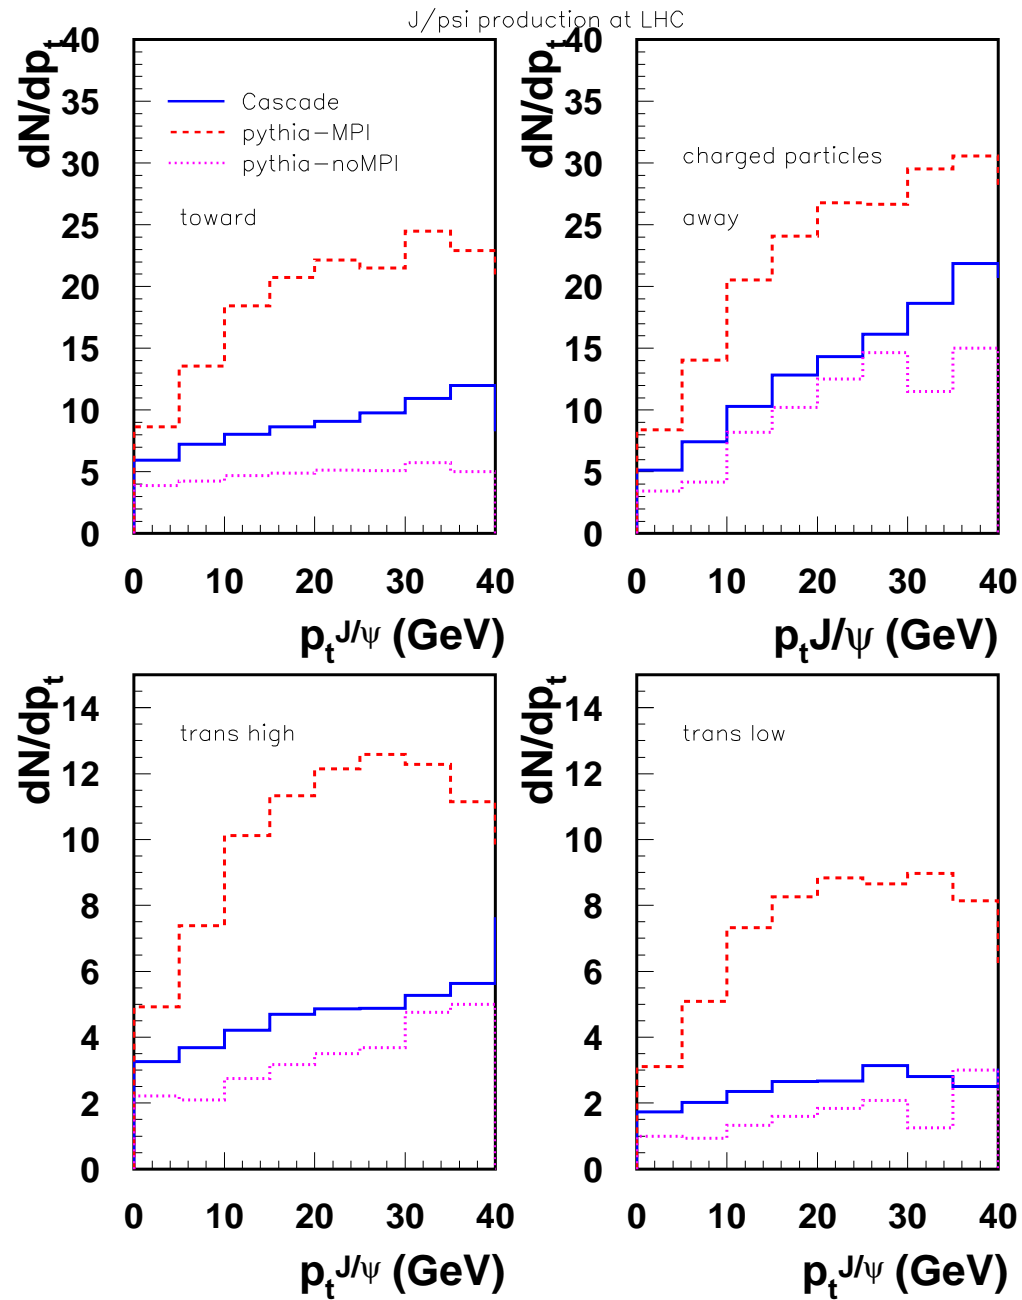 J/psi production at LHC
dN/dpt
40
35
30
25
20
15
10
5
0
Cascade
pythia-MPI
pythia-noMPI
toward
0 10 20 30 40
pt J/ψ (GeV)
dN/dpt
40
35
30
25
20
15
10
5
0
charged particles
away
0 10 20 30 40
pt J/ψ (GeV)
dN/dpt
14
12
10
8
6
4
2
0
trans high
0 10 20 30 40
pt J/ψ (GeV)
dN/dpt
14
12
10
8
6
4
2
0
trans low
0 10 20 30 40
pt J/ψ (GeV)